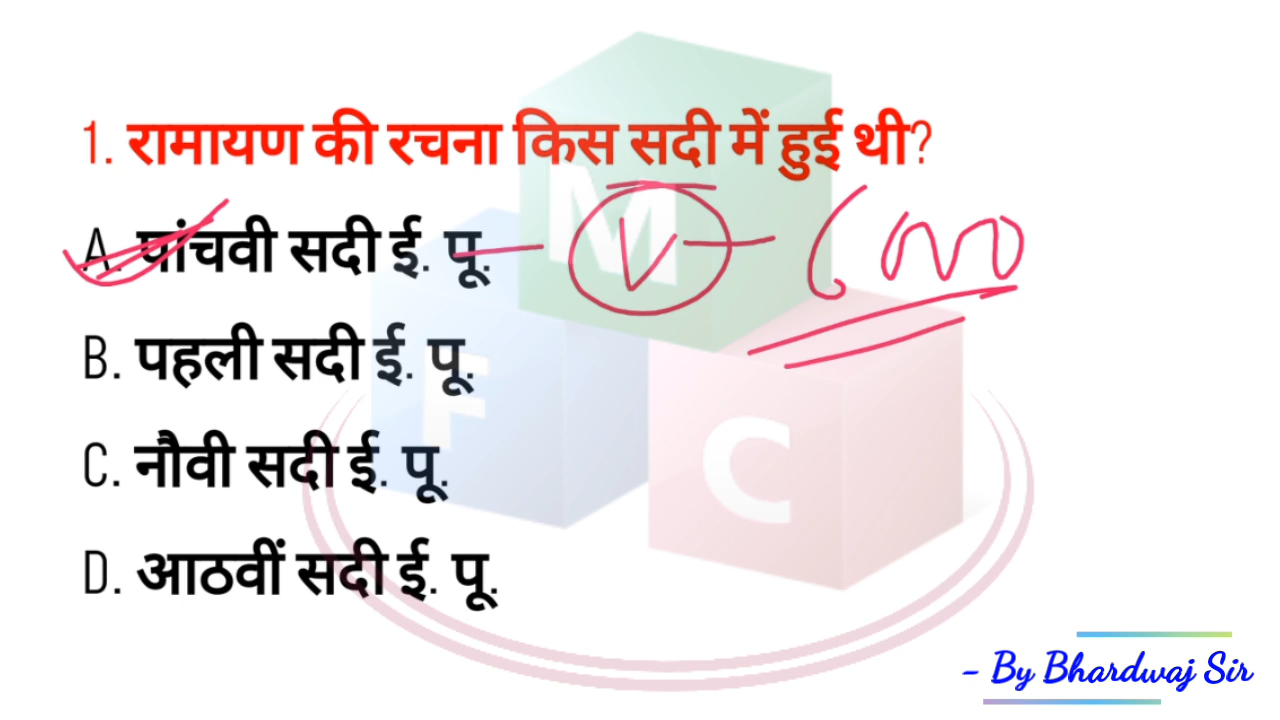 1. रामायण की रचना किस सदी में हुई थी?
A. पांचवी सदी ई. पू.
B. पहली सदी ई. पू.
C. नौवी सदी ई. पू.
D. आठवीं सदी ई. पू.
M
F
C
- By Bhardwaj Sir